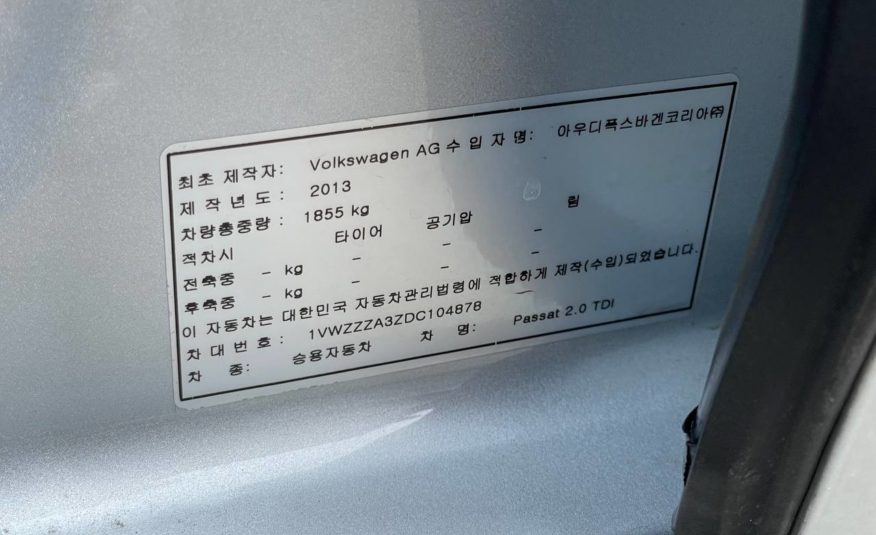 최초 제작자: Volkswagen AG 수 입 자 명: 아우디폭스바겐코리아㈜
제 작 년 도 : 2013
차량총중량 : 1855 kg
적차시 타이어 공기압 림
전축중 - kg - - -
후축중 - kg - - -
이 자동차는 대한민국 자동차관리법령에 적합하게 제작(수입)되었습니다.
차 대 번 호 : 1VWZZZA3ZDC104878
차 종: 승용자동차 차 명: Passat 2.0 TDI